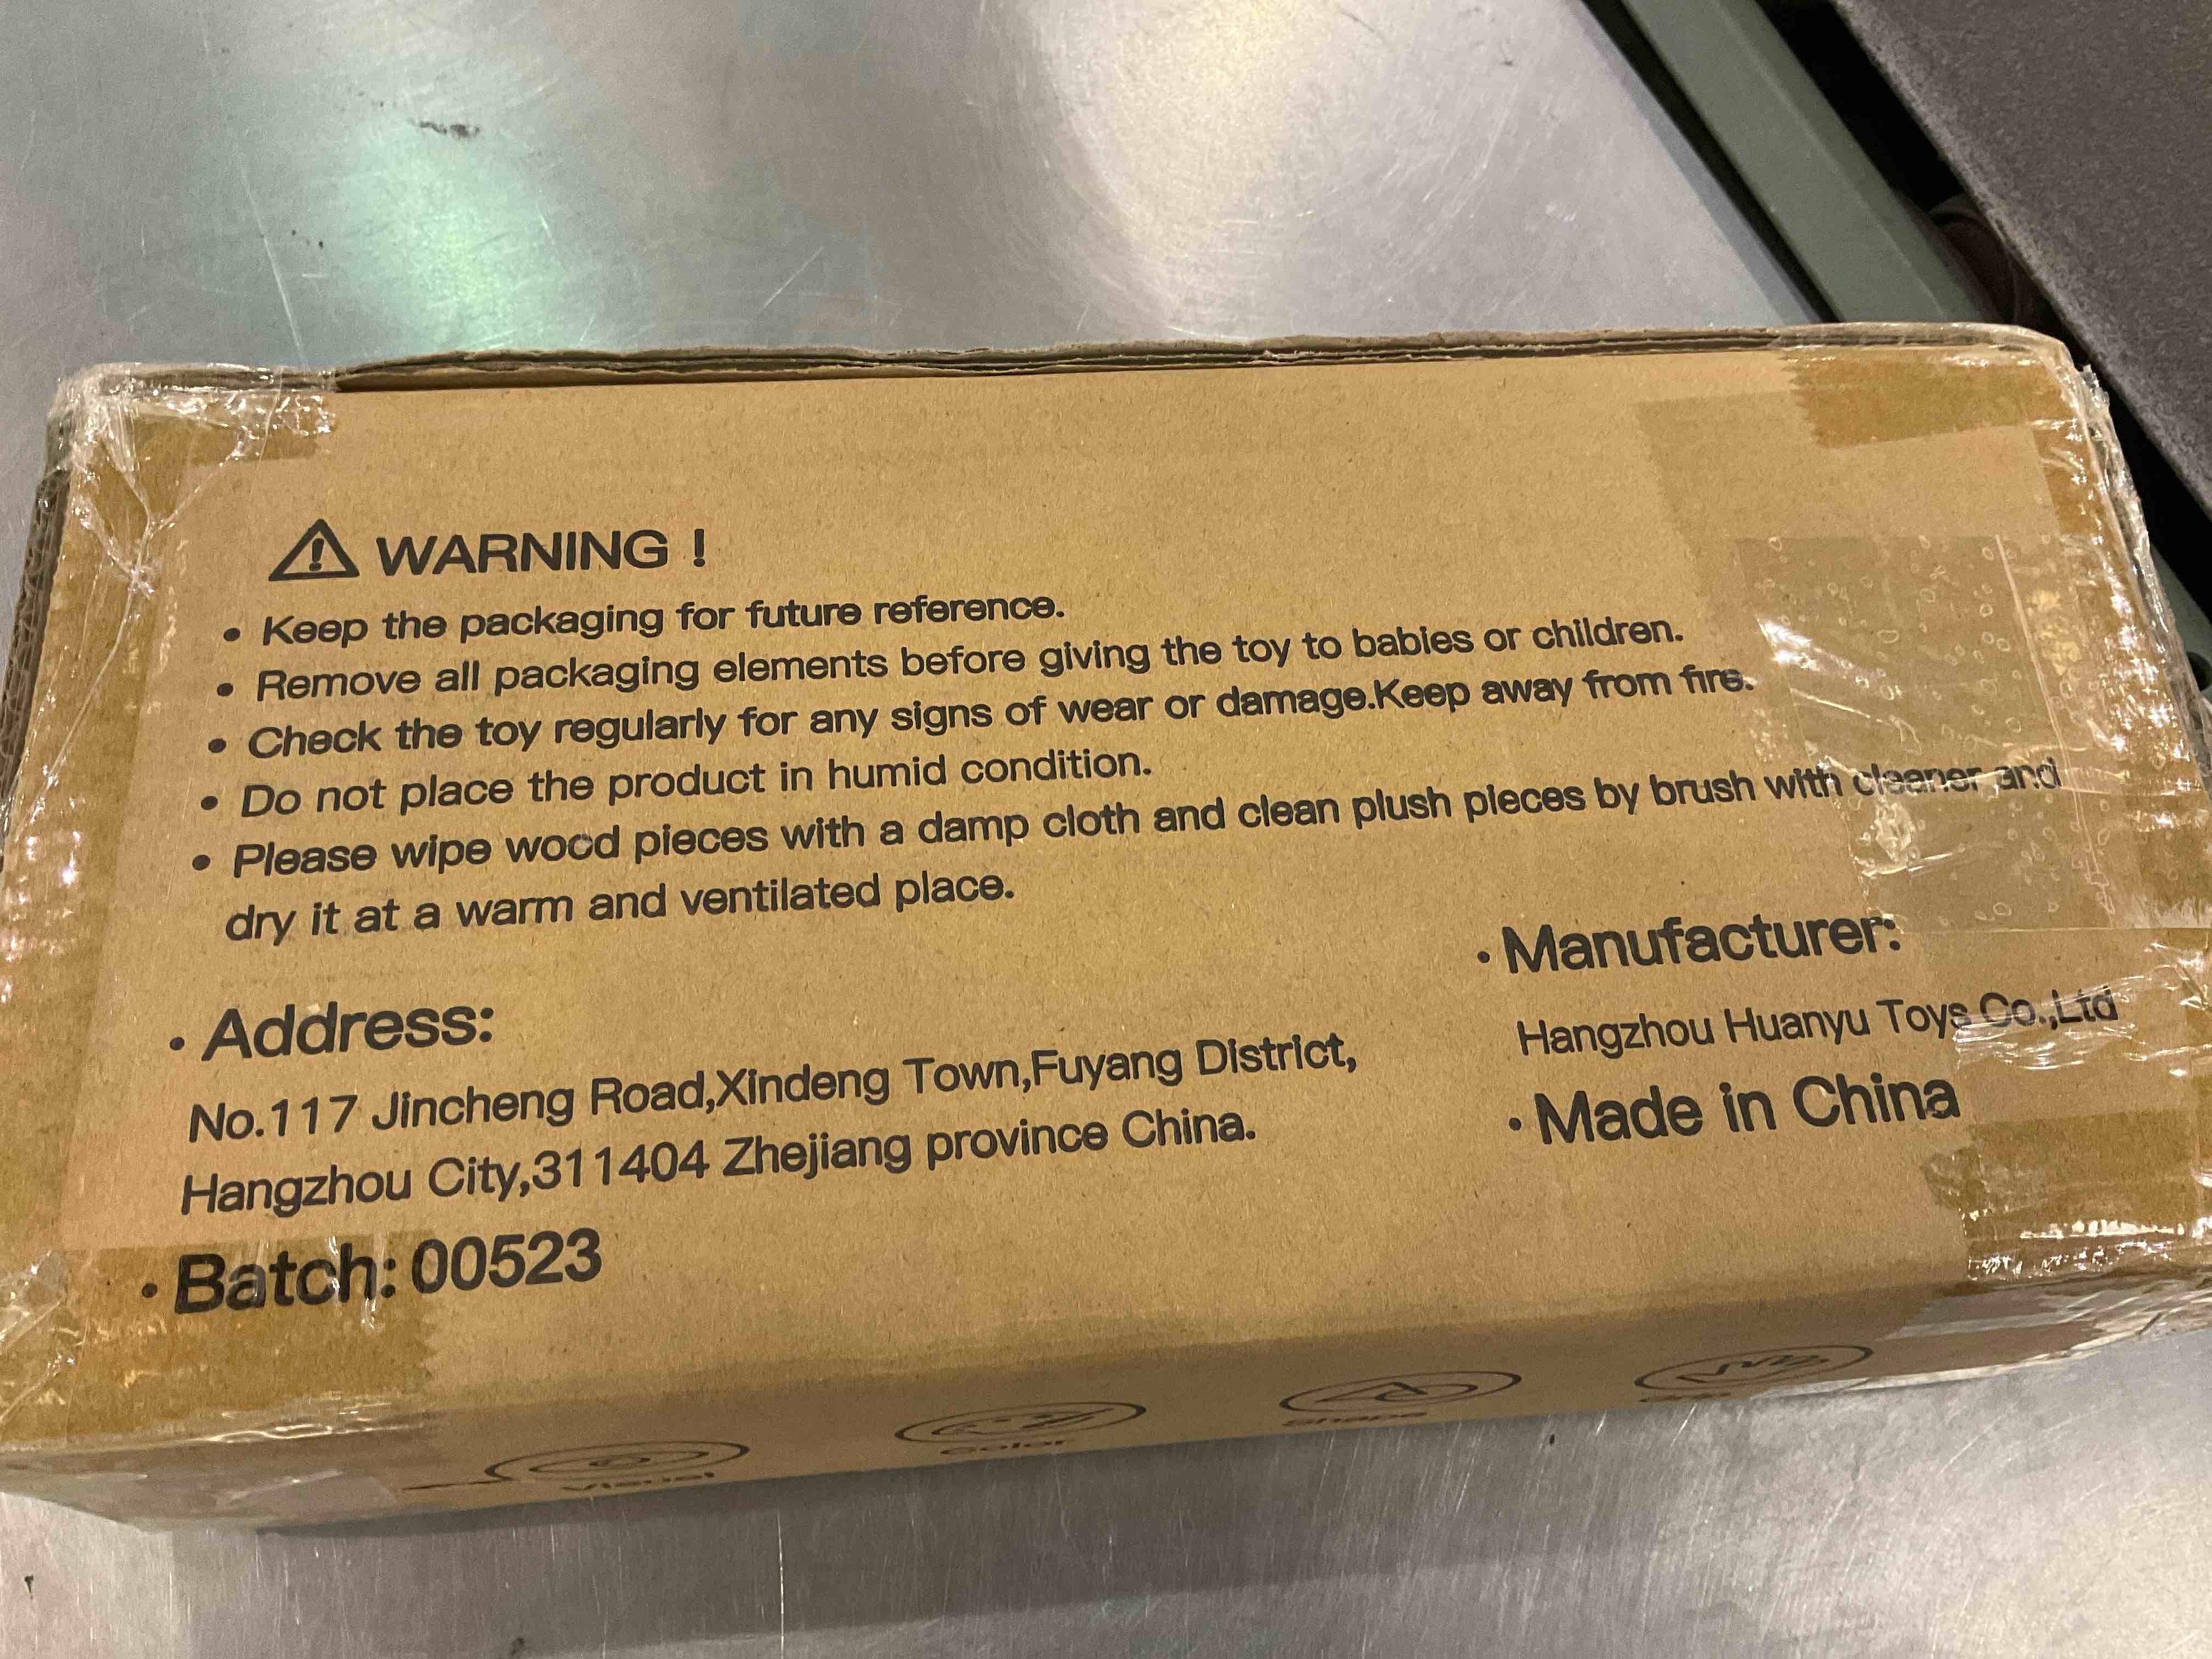 WARNING !
• Keep the packaging for future reference.
• Remove all packaging elements before giving the toy to babies or children.
• Check the toy regularly for any signs of wear or damage.Keep away from fire.
• Do not place the product in humid condition.
• Please wipe wood pieces with a damp cloth and clean plush pieces by brush with cleaner and
dry it at a warm and ventilated place.
• Address:
No.117 Jincheng Road,Xindeng Town,Fuyang District,
Hangzhou City,311404 Zhejiang province China.
• Batch: 00523
• Manufacturer:
Hangzhou Huanyu Toys Co.,Ltd
• Made in China
Visual
Color
Shape